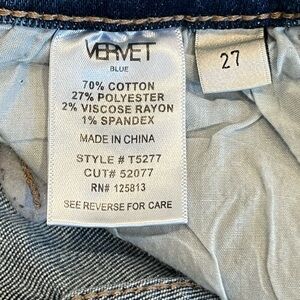 VERVET
BLUE
70% COTTON
27% POLYESTER
2% VISCOSE RAYON
1% SPANDEX
MADE IN CHINA
STYLE # T5277
CUT# 52077
RN# 125813
SEE REVERSE FOR CARE
27